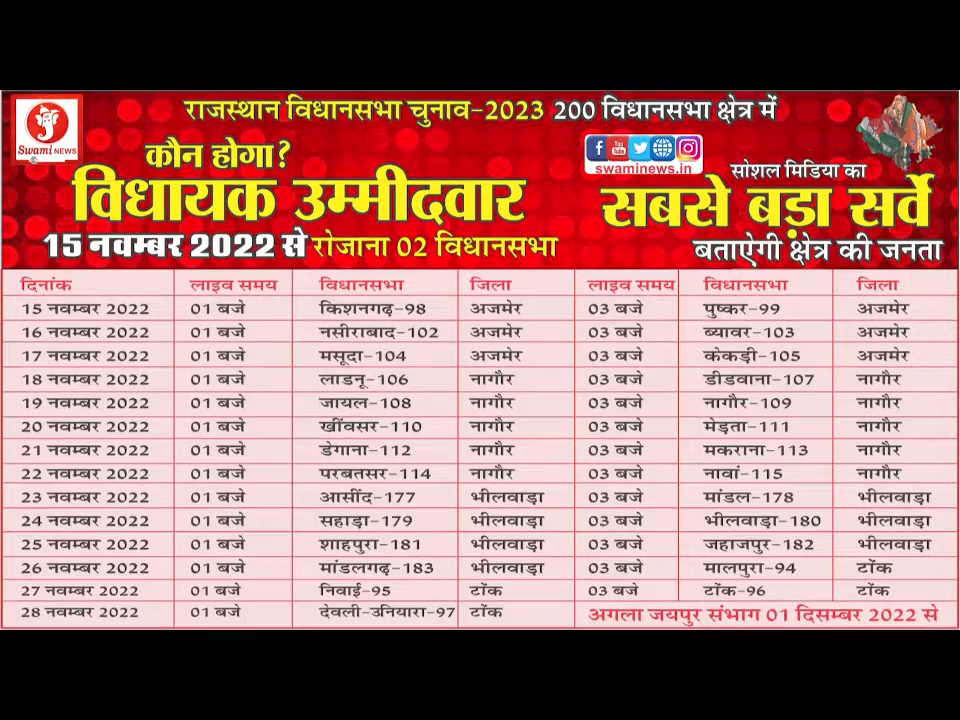 राजस्थान विधानसभा चुनाव-2023 200 विधानसभा क्षेत्र में
Swami NEWS
कौन होगा?
विधायक उम्मीदवार
15 नवम्बर 2022 से रोजाना 02 विधानसभा
You Tube
swaminews.in
सोशल मिडिया का
सबसे बड़ा सर्वे
बताऐगी क्षेत्र की जनता
दिनांक लाइव समय विधानसभा जिला लाइव समय विधानसभा जिला
15 नवम्बर 2022 01 बजे किशनगढ़-98 अजमेर 03 बजे पुष्कर-99 अजमेर
16 नवम्बर 2022 01 बजे नसीराबाद-102 अजमेर 03 बजे ब्यावर-103 अजमेर
17 नवम्बर 2022 01 बजे मसूदा-104 अजमेर 03 बजे केकड़ी-105 अजमेर
18 नवम्बर 2022 01 बजे लाडनू-106 नागौर 03 बजे डीडवाना-107 नागौर
19 नवम्बर 2022 01 बजे जायल-108 नागौर 03 बजे नागौर-109 नागौर
20 नवम्बर 2022 01 बजे खींवसर-110 नागौर 03 बजे मेड़ता-111 नागौर
21 नवम्बर 2022 01 बजे डेगाना-112 नागौर 03 बजे मकराना-113 नागौर
22 नवम्बर 2022 01 बजे परबतसर-114 नागौर 03 बजे नावां-115 नागौर
23 नवम्बर 2022 01 बजे आसींद-177 भीलवाड़ा 03 बजे मांडल-178 भीलवाड़ा
24 नवम्बर 2022 01 बजे सहाड़ा-179 भीलवाड़ा 03 बजे भीलवाड़ा-180 भीलवाड़ा
25 नवम्बर 2022 01 बजे शाहपुरा-181 भीलवाड़ा 03 बजे जहाजपुर-182 भीलवाड़ा
26 नवम्बर 2022 01 बजे मांडलगढ़-183 भीलवाड़ा 03 बजे मालपुरा-94 टोंक
27 नवम्बर 2022 01 बजे निवाई-95 टोंक 03 बजे टोंक-96 टोंक
28 नवम्बर 2022 01 बजे देवली-उनियारा-97 टोंक अगला जयपुर संभाग 01 दिसम्बर 2022 से